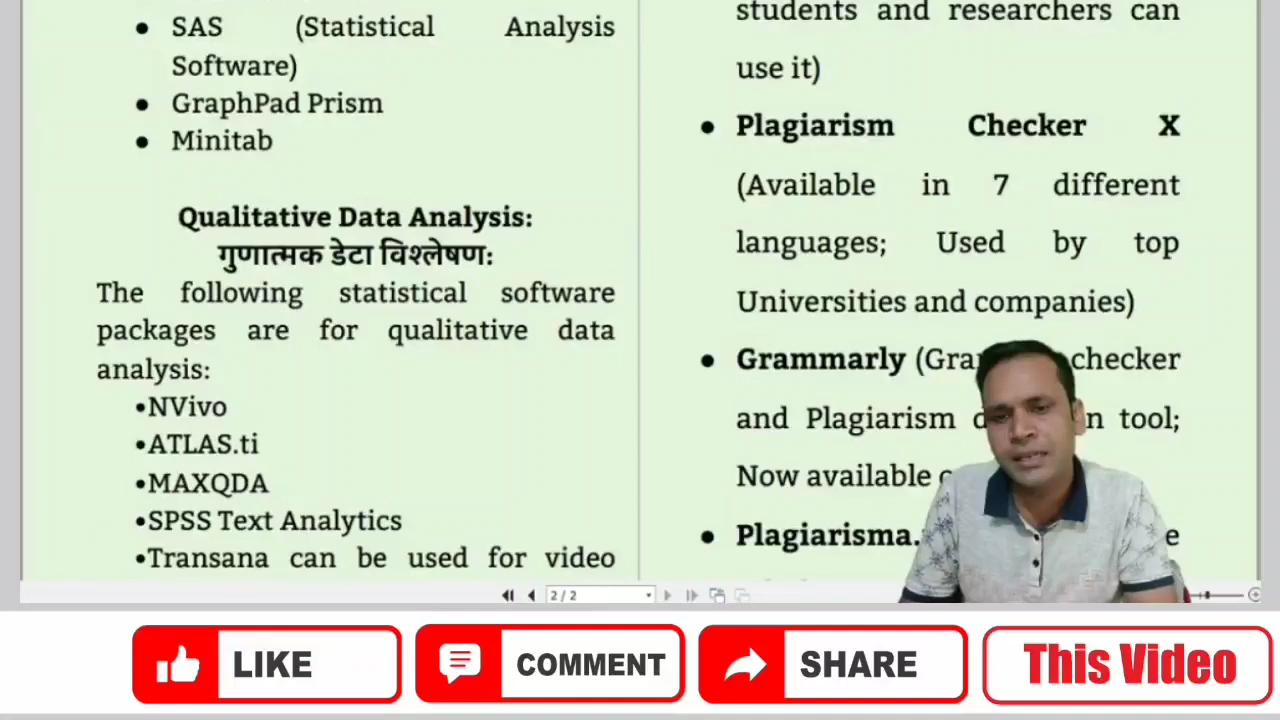 ● SAS (Statistical Analysis
Software)
● GraphPad Prism
● Minitab
Qualitative Data Analysis:
गुणात्मक डेटा विश्लेषण:
The following statistical software
packages are for qualitative data
analysis:
•NVivo
•ATLAS.ti
•MAXQDA
•SPSS Text Analytics
•Transana can be used for video
students and researchers can
use it)
● Plagiarism Checker X
(Available in 7 different
languages; Used by top
Universities and companies)
● Grammarly checker
and Plagiarism tool;
Now available
● Plagiarisma.
2 / 2
LIKE
COMMENT
SHARE
This Video